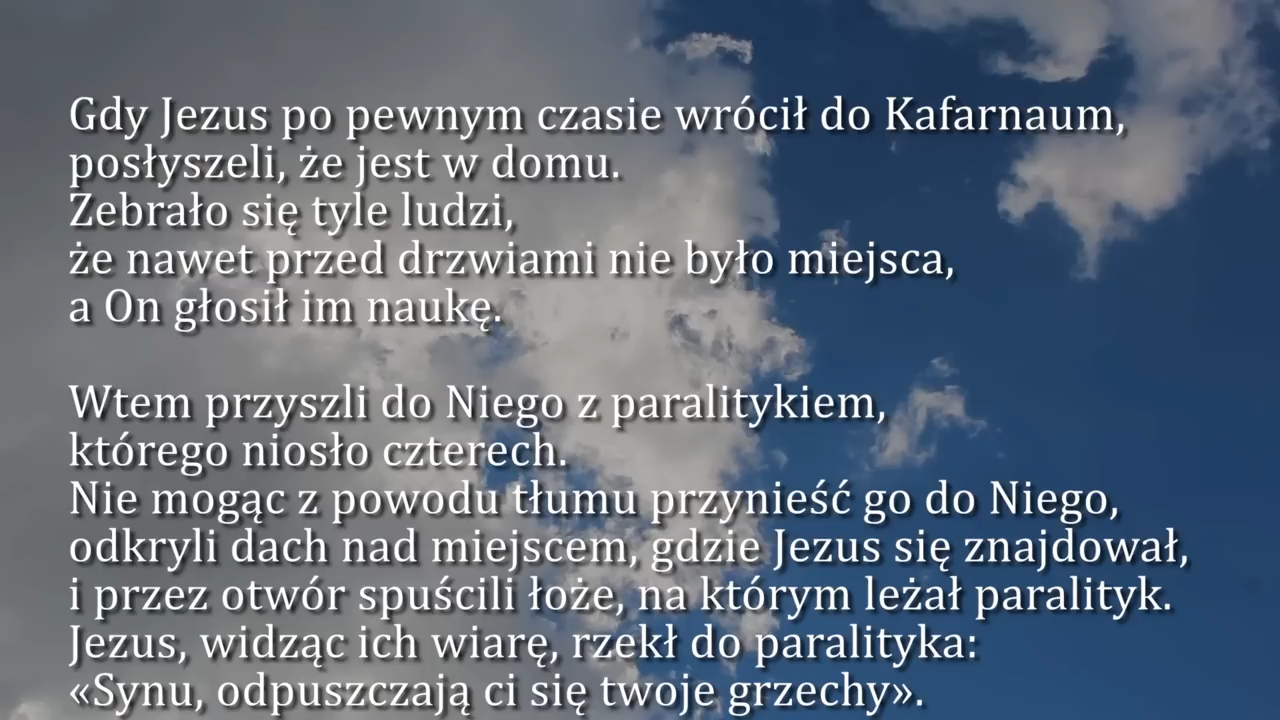 Gdy Jezus po pewnym czasie wrócił do Kafarnaum,
posłyszeli, że jest w domu.
Zebrało się tyle ludzi,
że nawet przed drzwiami nie było miejsca,
a On głosił im naukę.
Wtem przyszli do Niego z paralitykiem,
którego niosło czterech.
Nie mogąc z powodu tłumu przynieść go do Niego,
odkryli dach nad miejscem, gdzie Jezus się znajdował,
i przez otwór spuścili łoże, na którym leżał paralityk.
Jezus, widząc ich wiarę, rzekł do paralityka:
«Synu, odpuszczają ci się twoje grzechy».